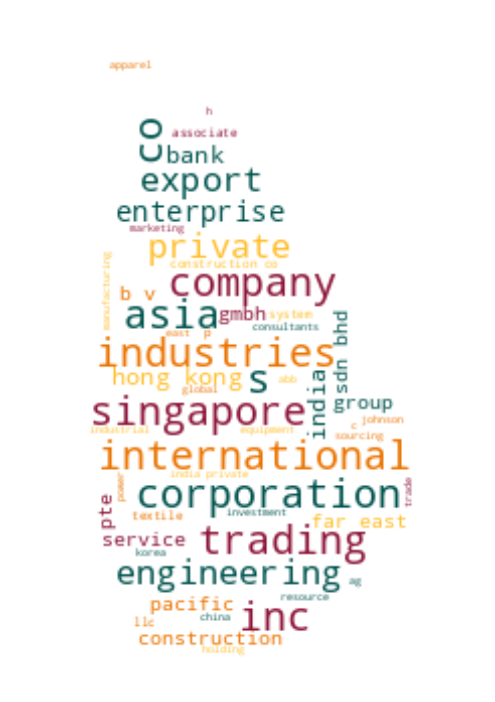 apparel
h
co
associate
bank
export
enterprise
marketing
private
construction co
manufacturing
company
b v
asia
gmbh
system
consultants
east
p
industries
sdn bhd
hong kong
s
abb
global
india
group
singapore
johnson
c
industrial
equipment
sourcing
international
india private
power
corporation
trade
pte
textile
investment
far east
service
trading
korea
engineering
ag
resource
pacific
china
inc
llc
construction
holding